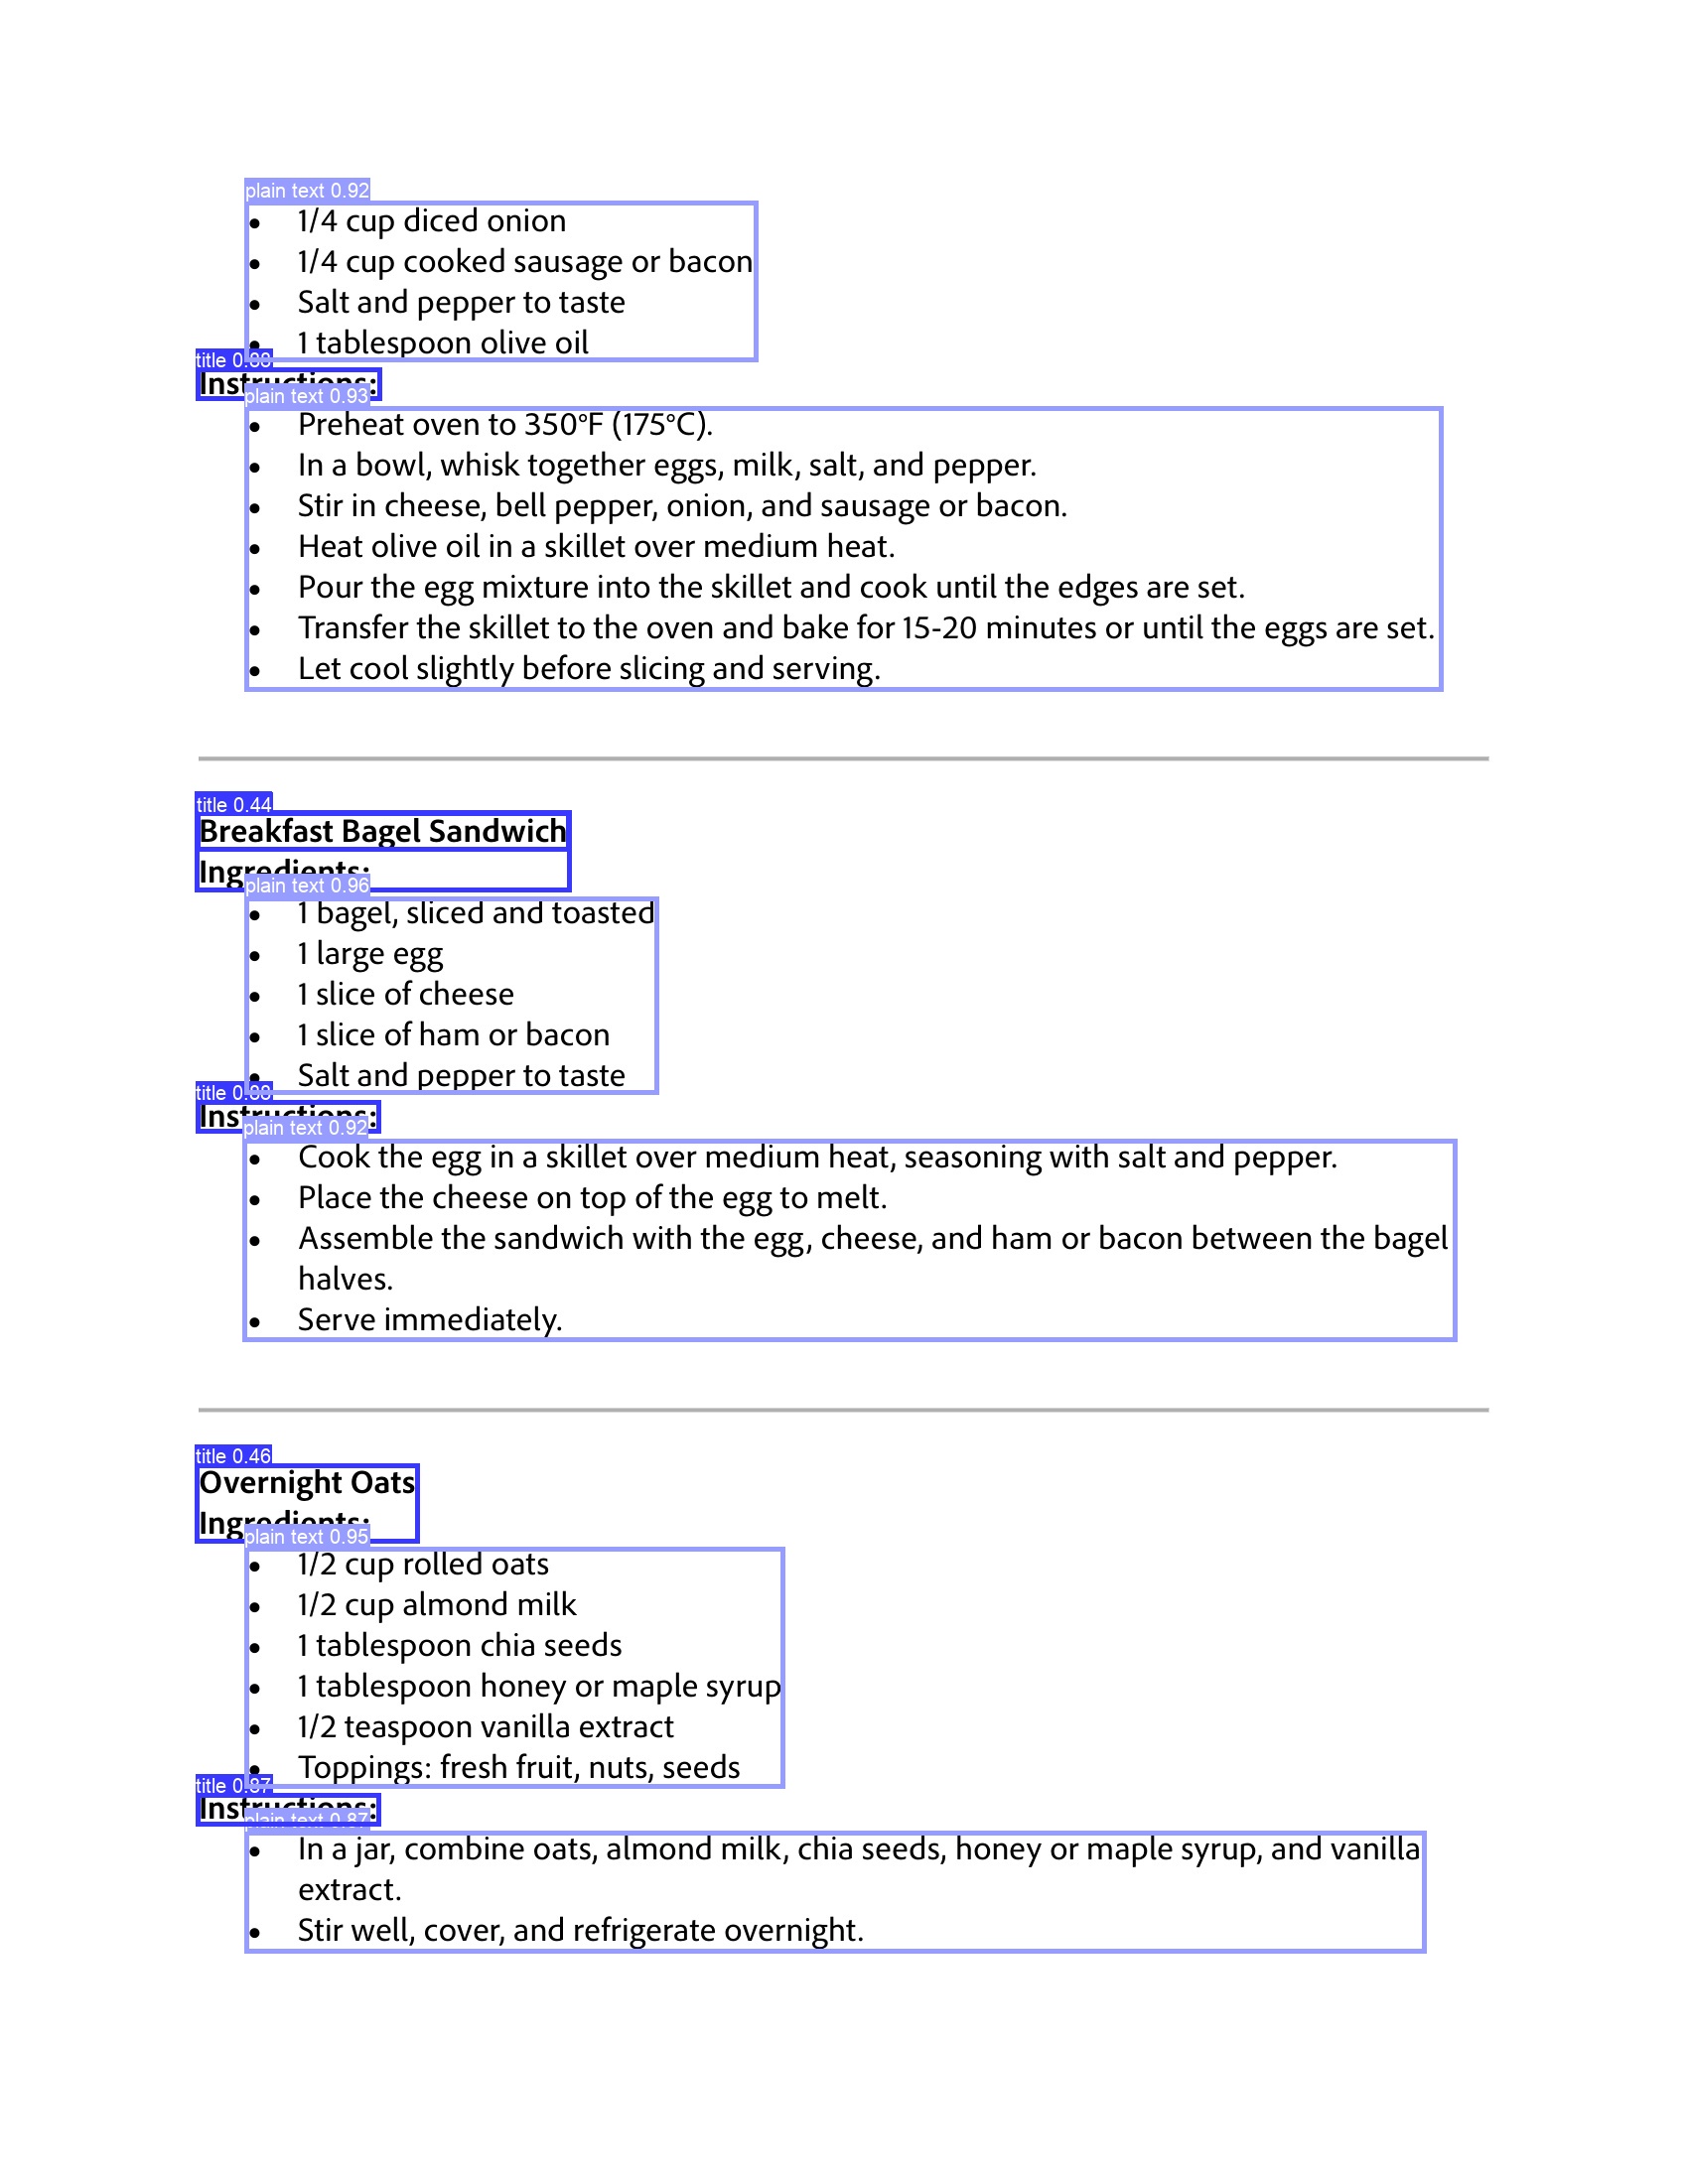 plain text 0.92
• 1/4 cup diced onion
• 1/4 cup cooked sausage or bacon
• Salt and pepper to taste
• 1 tablespoon olive oil
title 0.88
Instructions:
plain text 0.93
• Preheat oven to 350°F (175°C).
• In a bowl, whisk together eggs, milk, salt, and pepper.
• Stir in cheese, bell pepper, onion, and sausage or bacon.
• Heat olive oil in a skillet over medium heat.
• Pour the egg mixture into the skillet and cook until the edges are set.
• Transfer the skillet to the oven and bake for 15-20 minutes or until the eggs are set.
• Let cool slightly before slicing and serving.
title 0.44
Breakfast Bagel Sandwich
Ingredients:
plain text 0.96
• 1 bagel, sliced and toasted
• 1 large egg
• 1 slice of cheese
• 1 slice of ham or bacon
• Salt and pepper to taste
title 0.88
Instructions:
plain text 0.92
• Cook the egg in a skillet over medium heat, seasoning with salt and pepper.
• Place the cheese on top of the egg to melt.
• Assemble the sandwich with the egg, cheese, and ham or bacon between the bagel
halves.
• Serve immediately.
title 0.46
Overnight Oats
Ingredients:
plain text 0.95
• 1/2 cup rolled oats
• 1/2 cup almond milk
• 1 tablespoon chia seeds
• 1 tablespoon honey or maple syrup
• 1/2 teaspoon vanilla extract
• Toppings: fresh fruit, nuts, seeds
title 0.87
Instructions:
plain text 0.87
• In a jar, combine oats, almond milk, chia seeds, honey or maple syrup, and vanilla
extract.
• Stir well, cover, and refrigerate overnight.